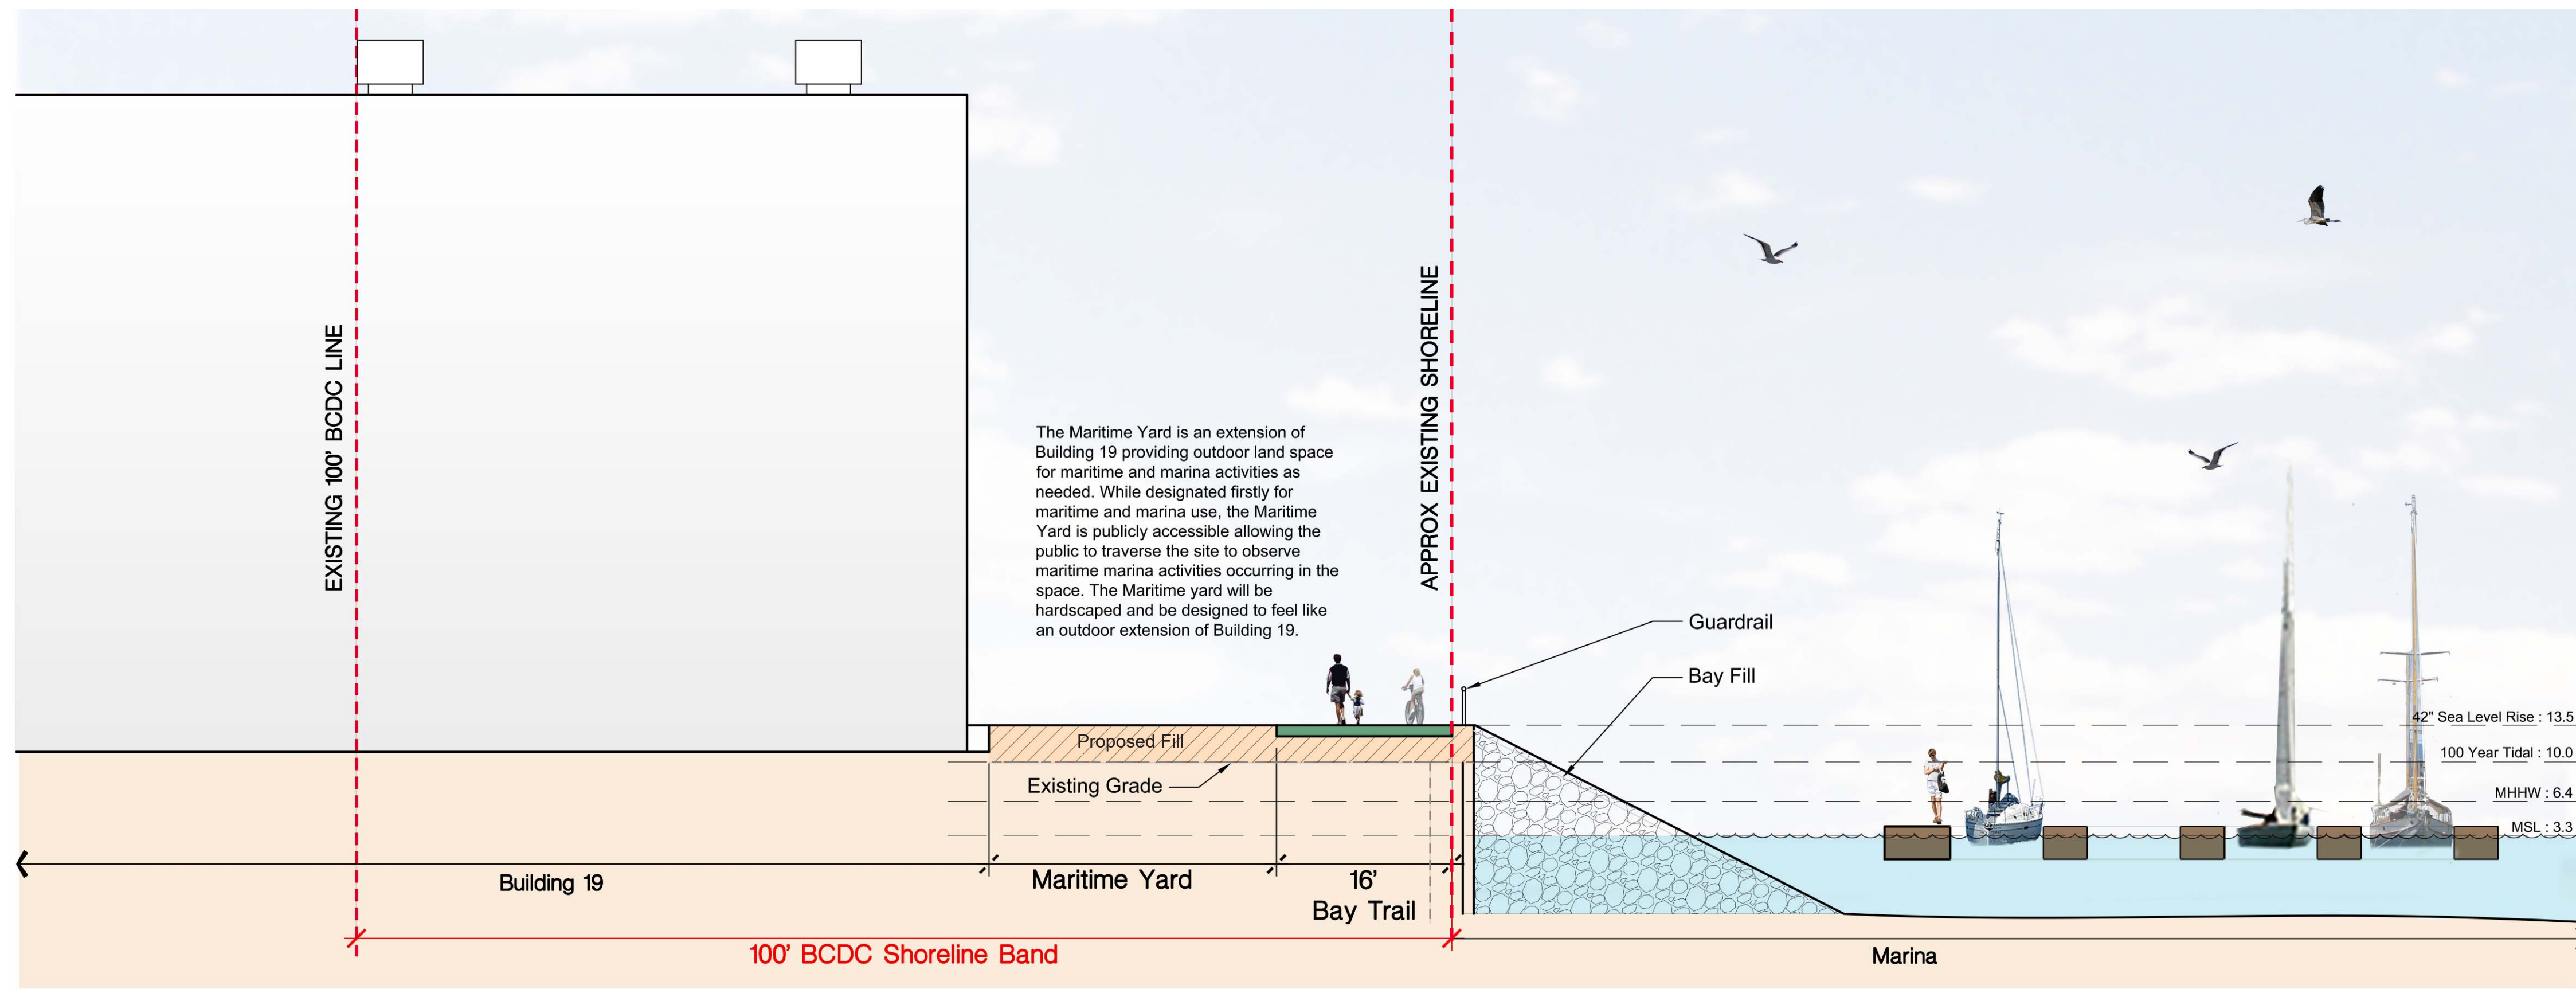 EXISTING 100' BCDC LINE
The Maritime Yard is an extension of
Building 19 providing outdoor land space
for maritime and marina activities as
needed. While designated firstly for
maritime and marina use, the Maritime
Yard is publicly accessible allowing the
public to traverse the site to observe
maritime marina activities occurring in the
space. The Maritime yard will be
hardscaped and be designed to feel like
an outdoor extension of Building 19.
APPROX EXISTING SHORELINE
Guardrail
Bay Fill
42" Sea Level Rise : 13.5
Proposed Fill
100 Year Tidal : 10.0
Existing Grade
MHHW : 6.4
MSL : 3.3
Building 19
Maritime Yard
16'
Bay Trail
100' BCDC Shoreline Band
Marina